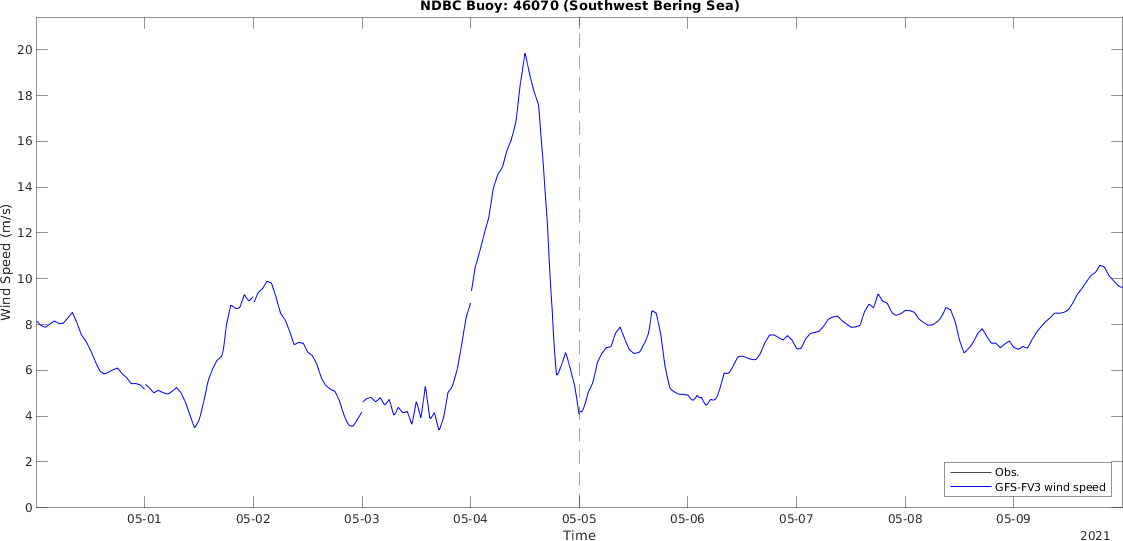 NDBC Buoy: 46070 (Southwest Bering Sea)
Wind Speed (m/s)
20
18
16
14
12
10
8
6
4
2
0
Obs.
GFS-FV3 wind speed
05-01 05-02 05-03 05-04 05-05 05-06 05-07 05-08 05-09
Time
2021